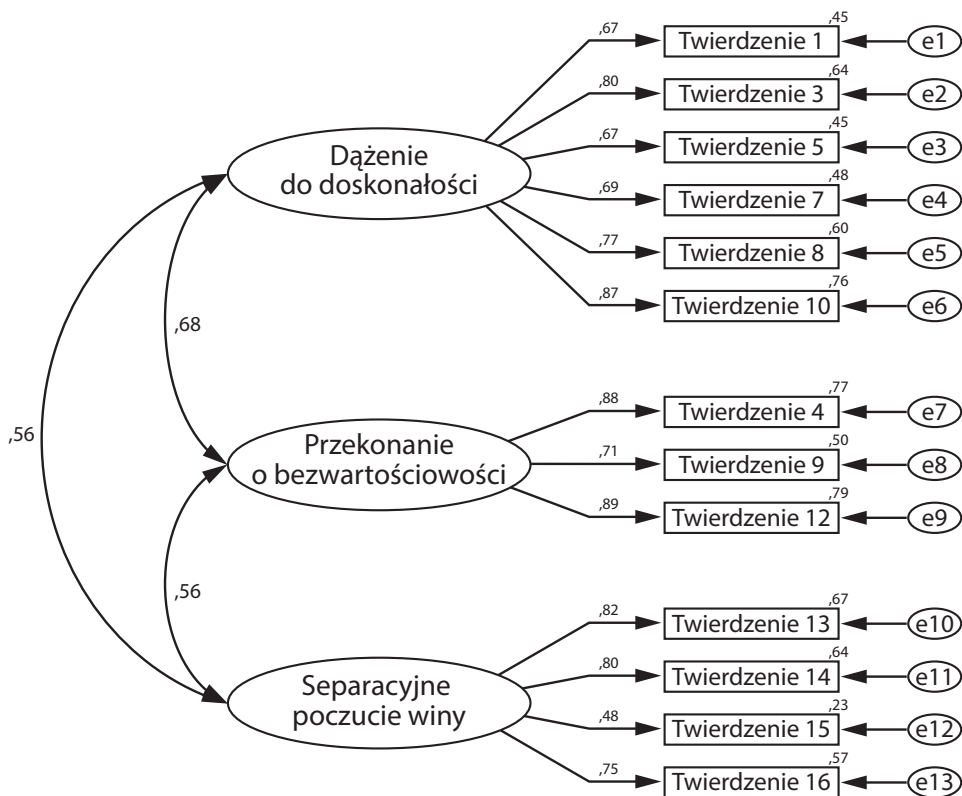 ,67
,45
Twierdzenie 1
e1
,80
,64
Twierdzenie 3
e2
,67
,45
Twierdzenie 5
e3
Dążenie
do doskonałości
,69
,48
Twierdzenie 7
e4
,77
,60
Twierdzenie 8
e5
,87
,76
Twierdzenie 10
e6
,68
,88
,77
Twierdzenie 4
e7
,56
Przekonanie
o bezwartościowości
,71
,50
Twierdzenie 9
e8
,89
,79
Twierdzenie 12
e9
,56
,82
,67
Twierdzenie 13
e10
,80
,64
Twierdzenie 14
e11
Separacyjne
poczucie winy
,48
,23
Twierdzenie 15
e12
,75
,57
Twierdzenie 16
e13